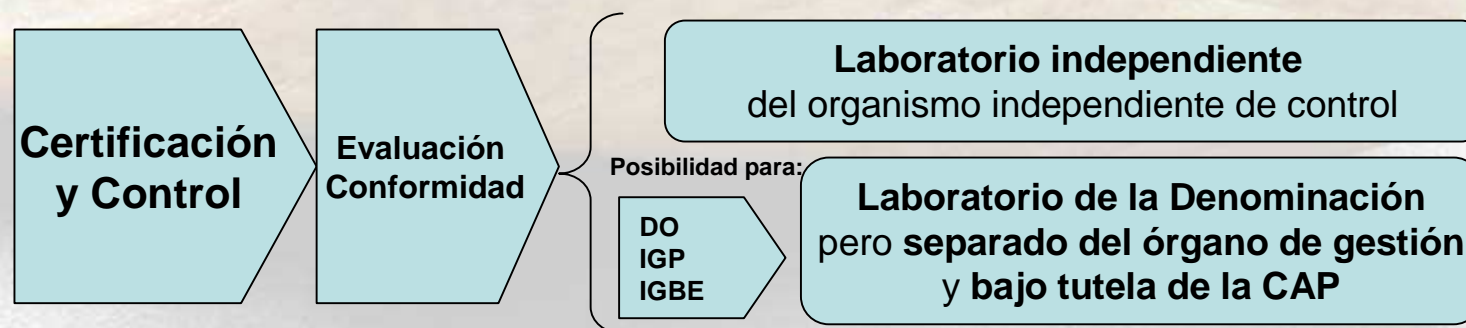 Certificación
y Control
Evaluación
Conformidad
Laboratorio independiente
del organismo independiente de control
Posibilidad para:
DO
IGP
IGBE
Laboratorio de la Denominación
pero separado del órgano de gestión
y bajo tutela de la CAP